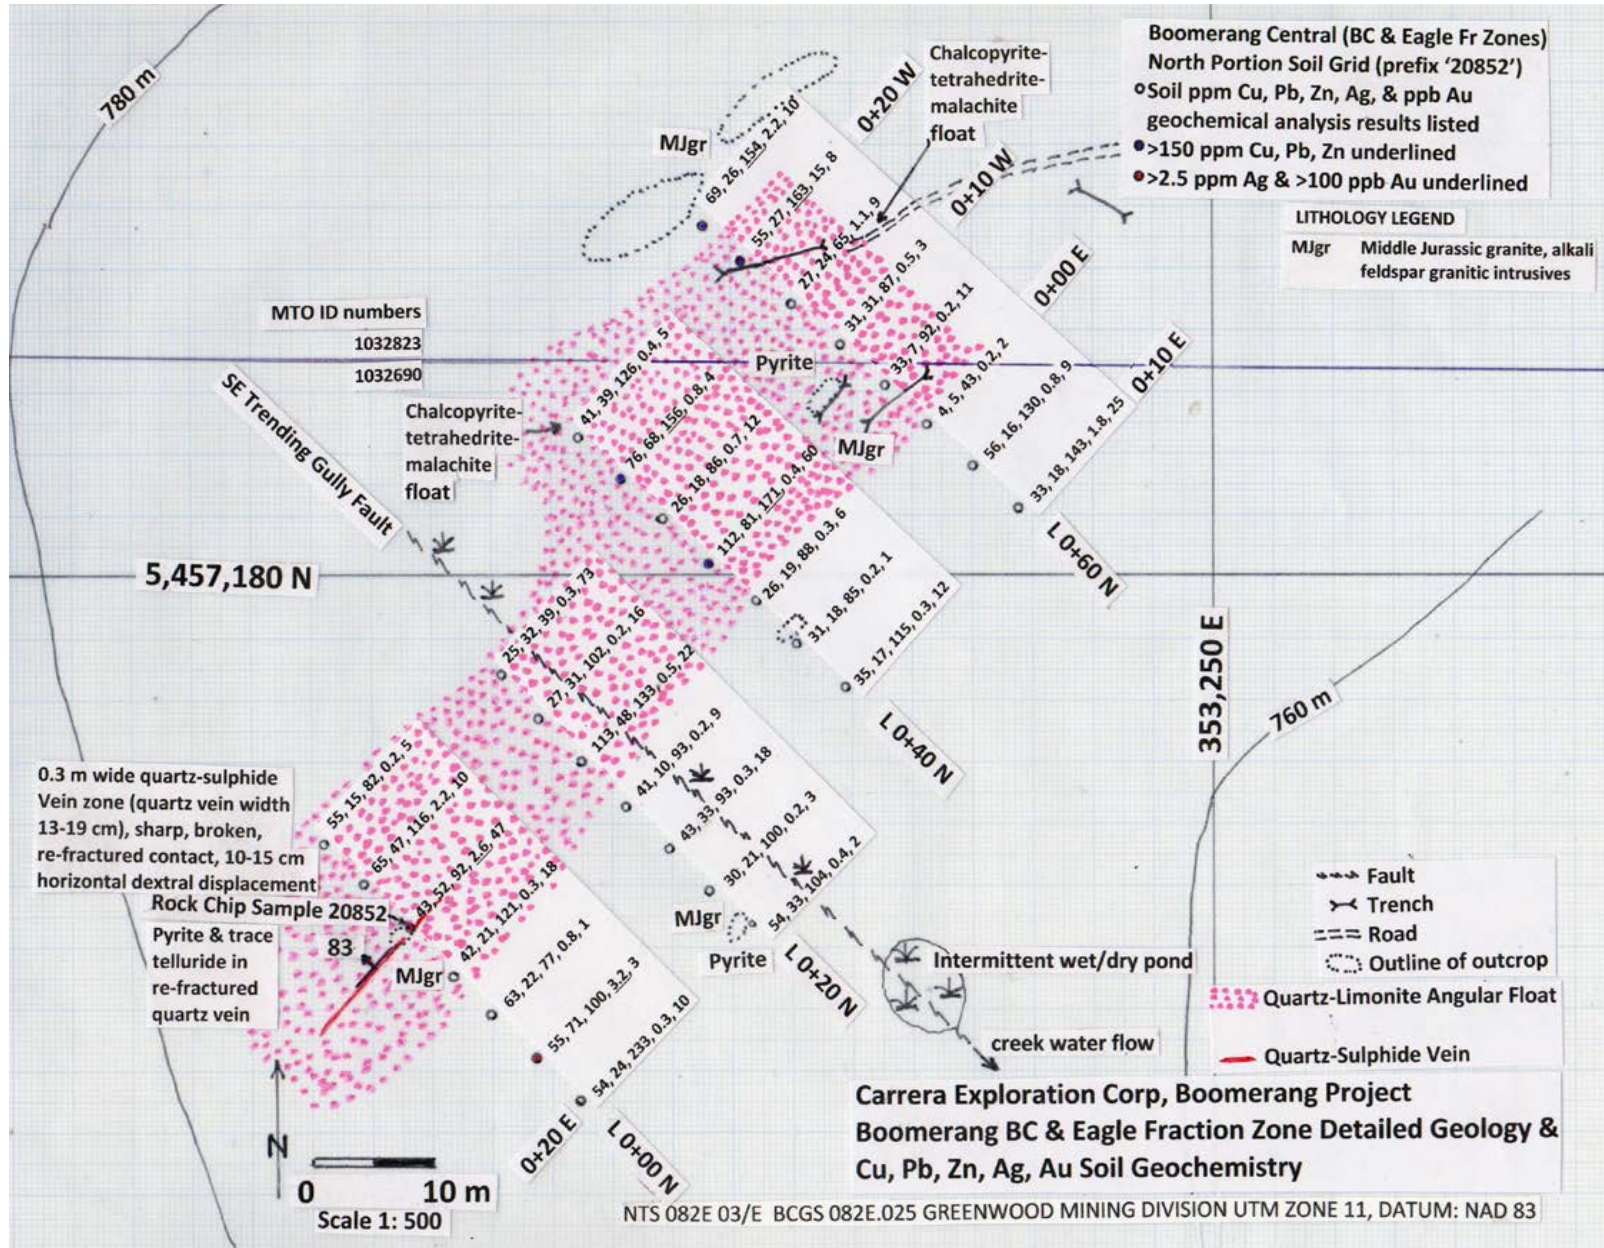 780 m
Chalcopyrite-
tetrahedrite-
malachite
float
0+20 W
0+10 W
0+00 E
0+10 E
MJgr
Boomerang Central (BC & Eagle Fr Zones)
North Portion Soil Grid (prefix '20852')
Soil ppm Cu, Pb, Zn, Ag, & ppb Au
geochemical analysis results listed
>150 ppm Cu, Pb, Zn underlined
>2.5 ppm Ag & >100 ppb Au underlined
LITHOLOGY LEGEND
MJgr Middle Jurassic granite, alkali
feldspar granitic intrusives
69, 26, 154, 2.2, 10
55, 27, 163, 15, 8
27, 24, 65, 1.1, 9
31, 31, 87, 0.5, 3
33, 7, 92, 0.2, 11
4, 5, 43, 0.2, 2
56, 16, 130, 0.8, 9
33, 18, 143, 1.8, 25
L 0+60 N
MTO ID numbers
1032823
1032690
Pyrite
MJgr
SE Trending Gully Fault
Chalcopyrite-
tetrahedrite-
malachite
float
41, 39, 126, 0.4, 5
76, 68, 156, 0.8, 4
26, 18, 86, 0.7, 12
112, 81, 171, 0.4, 60
26, 19, 88, 0.3, 6
31, 18, 85, 0.2, 1
35, 17, 115, 0.3, 12
L 0+40 N
5,457,180 N
353,250 E
760 m
25, 32, 39, 0.3, 73
27, 31, 102, 0.2, 16
113, 48, 133, 0.5, 22
41, 10, 93, 0.2, 9
43, 33, 93, 0.3, 18
30, 21, 100, 0.2, 3
54, 33, 104, 0.4, 2
L 0+20 N
MJgr
Pyrite
0.3 m wide quartz-sulphide
Vein zone (quartz vein width
13-19 cm), sharp, broken,
re-fractured contact, 10-15 cm
horizontal dextral displacement
Rock Chip Sample 20852
83
Pyrite & trace
telluride in
re-fractured
quartz vein
MJgr
55, 15, 82, 0.2, 5
65, 47, 116, 2.2, 10
43, 52, 92, 2.6, 47
42, 21, 121, 0.3, 18
63, 22, 77, 0.8, 1
55, 71, 100, 3.2, 3
54, 24, 233, 0.3, 10
0+20 E
L 0+00 N
Intermittent wet/dry pond
creek water flow
Fault
Trench
Road
Outline of outcrop
Quartz-Limonite Angular Float
Quartz-Sulphide Vein
N
0 10 m
Scale 1: 500
Carrera Exploration Corp, Boomerang Project
Boomerang BC & Eagle Fraction Zone Detailed Geology &
Cu, Pb, Zn, Ag, Au Soil Geochemistry
NTS 082E 03/E BCGS 082E.025 GREENWOOD MINING DIVISION UTM ZONE 11, DATUM: NAD 83